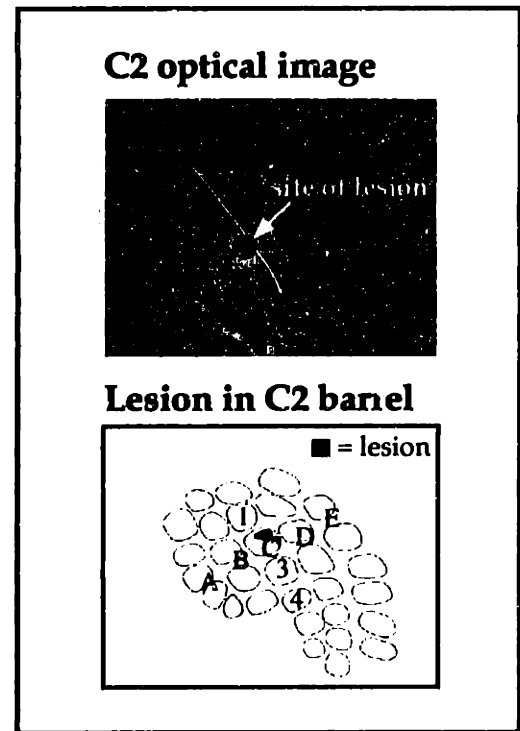 C2 optical image
site of lesion
Lesion in C2 barrel
■ = lesion
1
E
D
C
B
3
A
4